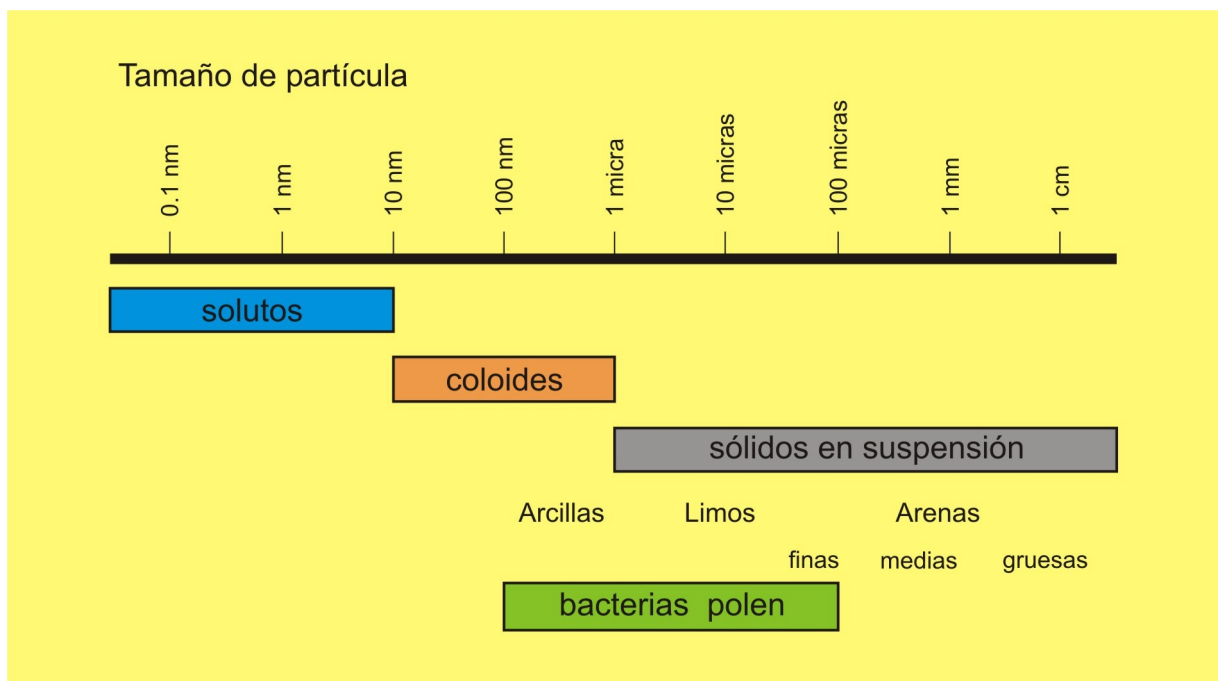 Tamaño de partícula
0.1 nm
1 nm
10 nm
100 nm
1 micra
10 micras
100 micras
1 mm
1 cm
solutos
coloides
sólidos en suspensión
Arcillas Limos Arenas
finas medias gruesas
bacterias polen